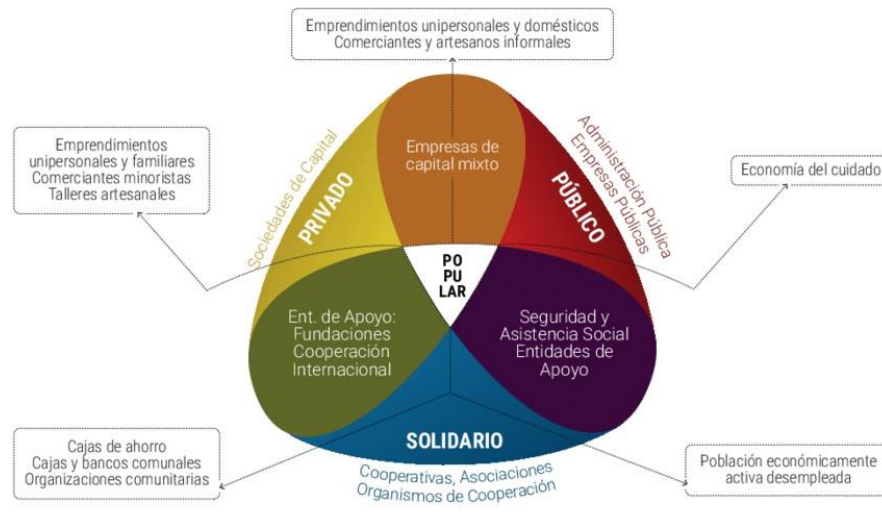 Emprendimientos unipersonales y domésticos
Comerciantes y artesanos informales
Emprendimientos
unipersonales y familiares
Comerciantes minoristas
Talleres artesanales
Sociedades de Capital
PRIVADO
Empresas de
capital mixto
PÚBLICO
Administración Pública
Empresas Públicas
Economía del cuidado
PO
PU
LAR
Ent. de Apoyo:
Fundaciones
Cooperación
Internacional
Seguridad y
Asistencia Social
Entidades de
Apoyo
SOLIDARIO
Cooperativas, Asociaciones
Organismos de Cooperación
Cajas de ahorro
Cajas y bancos comunales
Organizaciones comunitarias
Población económicamente
activa desempleada